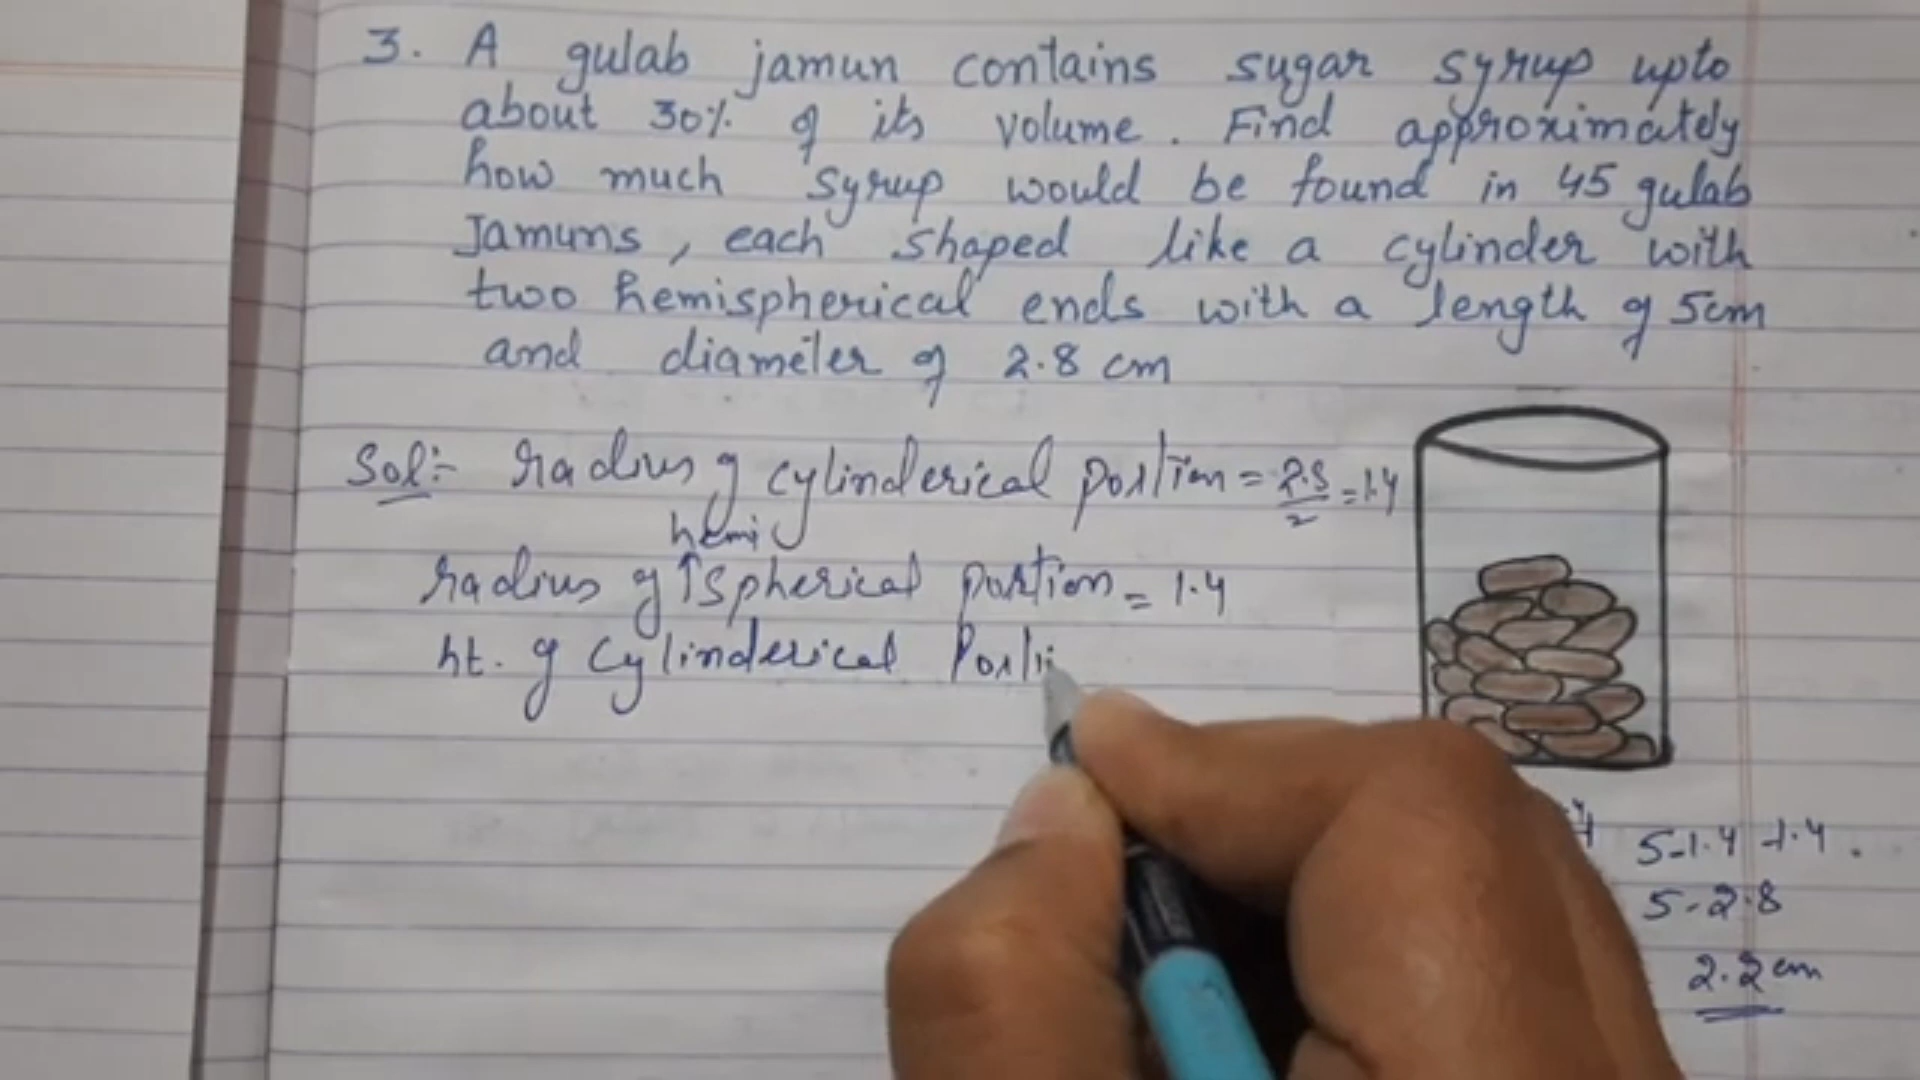 3. A gulab jamun contains sugar syrup upto
about 30% of its volume. Find approximately
how much syrup would be found in 45 gulab
Jamuns, each shaped like a cylinder with
two hemispherical ends with a length of 5cm
and diameter of 2.8 cm
Sol:- radius of cylinderical portion = 2.8/2 = 1.4
hemi
radius of ↑spherical portion = 1.4
ht. of cylinderical Porti
5-1.4-1.4.
5-2.8
2.2cm